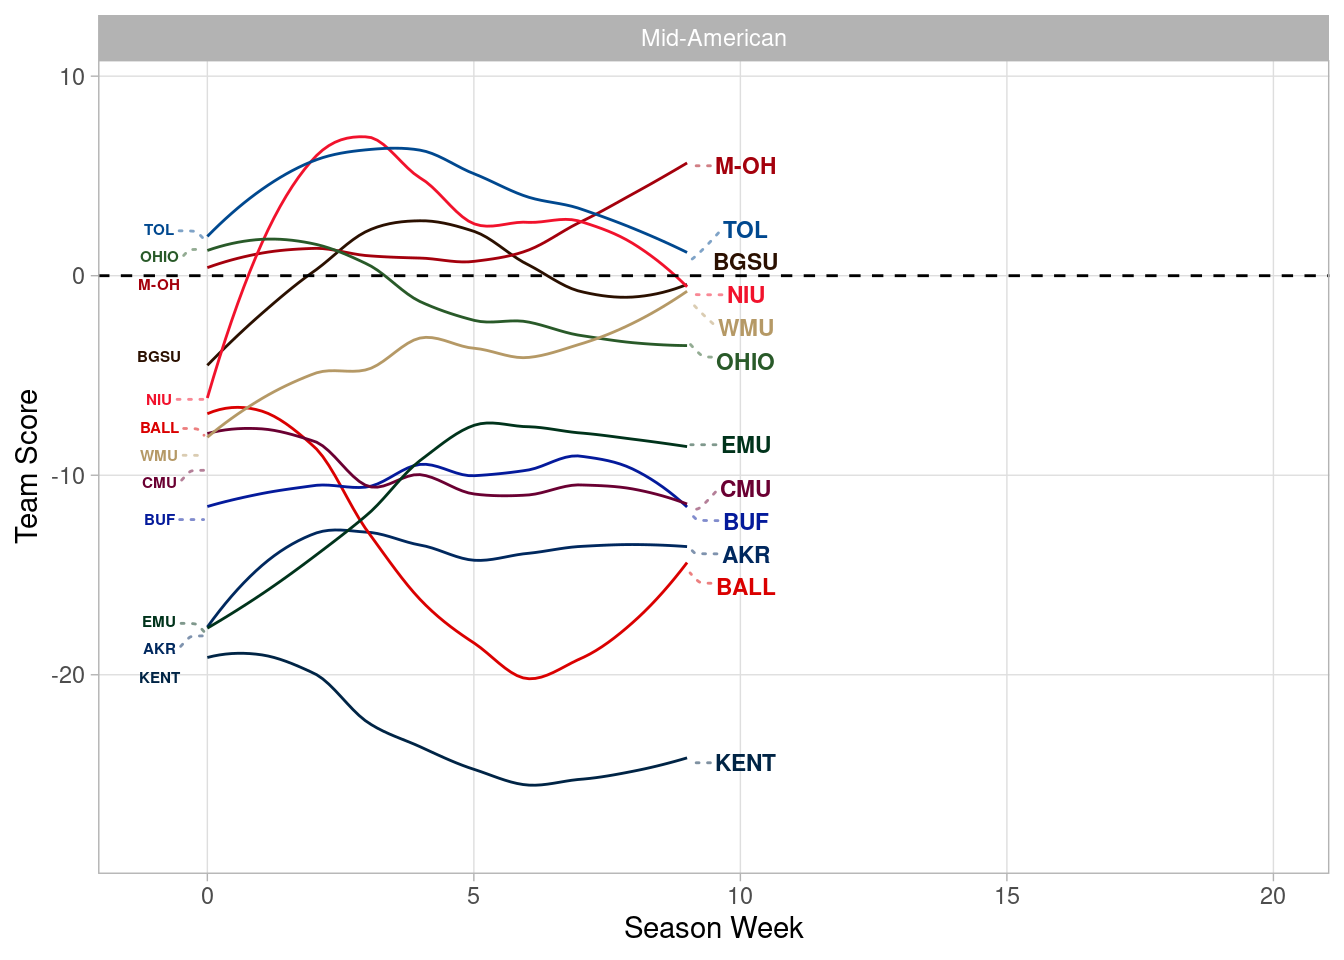 Mid-American
10
0
-10
-20
Team Score
TOL
OHIO
M-OH
BGSU
NIU
BALL
WMU
CMU
BUF
EMU
AKR
KENT
M-OH
TOL
BGSU
NIU
WMU
OHIO
EMU
CMU
BUF
AKR
BALL
KENT
0 5 10 15 20
Season Week